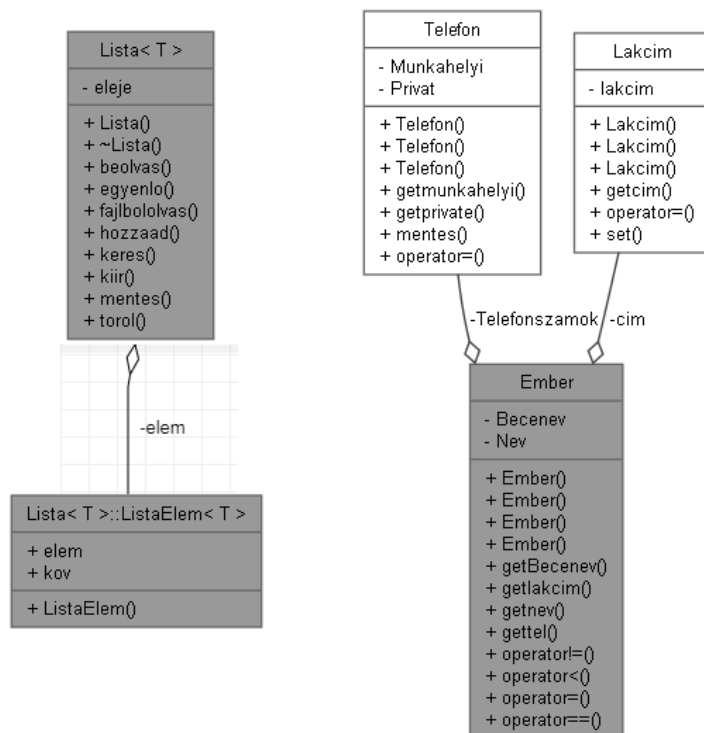 Lista< T >
- eleje
+ Lista()
+ ~Lista()
+ beolvas()
+ egyenlo()
+ fajlbololvas()
+ hozzaad()
+ keres()
+ kiir()
+ mentes()
+ torol()
-elem
Lista< T >::ListaElem< T >
+ elem
+ kov
+ ListaElem()
Telefon
- Munkahelyi
- Privat
+ Telefon()
+ Telefon()
+ Telefon()
+ getmunkahelyi()
+ getprivate()
+ mentes()
+ operator=()
Lakcim
- lakcim
+ Lakcim()
+ Lakcim()
+ Lakcim()
+ getcim()
+ operator=()
+ set()
-Telefonszamok
-cim
Ember
- Becenev
- Nev
+ Ember()
+ Ember()
+ Ember()
+ Ember()
+ getBecenev()
+ getlakcim()
+ getnev()
+ gettel()
+ operator!=()
+ operator<()
+ operator=()
+ operator==()